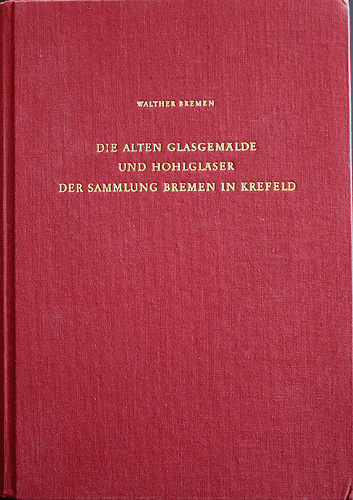 WALTHER BREMEN
DIE ALTEN GLASGEMÄLDE
UND HOHLGLÄSER
DER SAMMLUNG BREMEN IN KREFELD